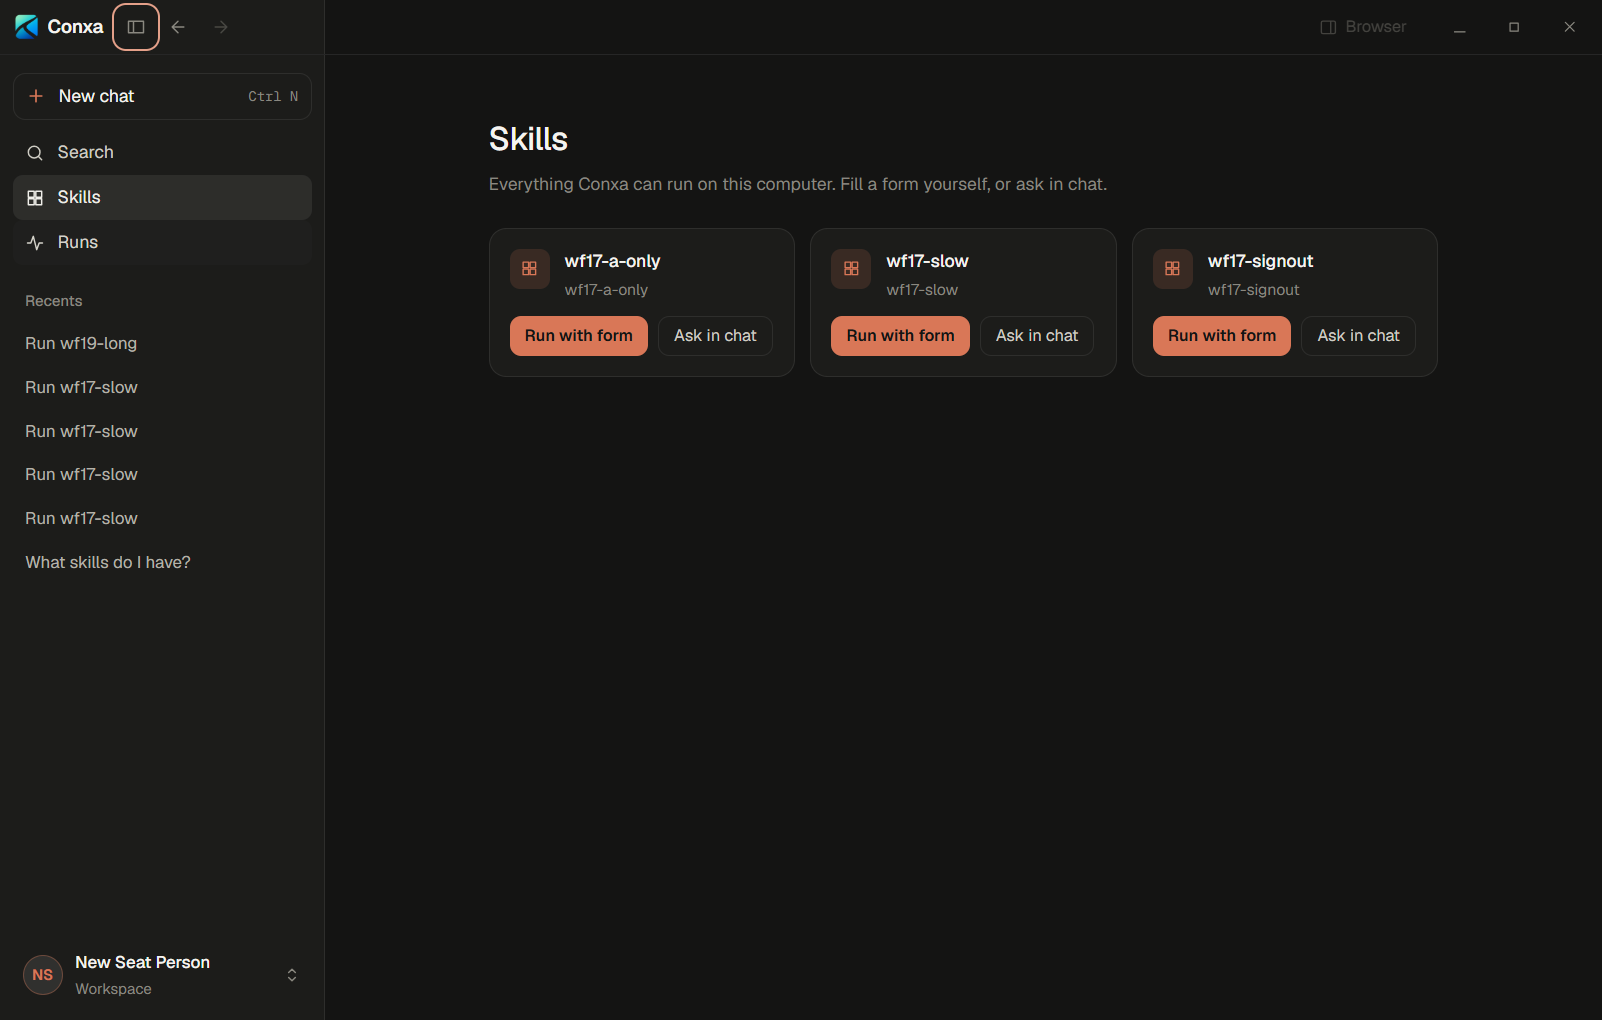 Conxa
Browser
New chat
Ctrl N
Search
Skills
Runs
Recents
Run wf19-long
Run wf17-slow
Run wf17-slow
Run wf17-slow
Run wf17-slow
What skills do I have?
NS
New Seat Person
Workspace
Skills
Everything Conxa can run on this computer. Fill a form yourself, or ask in chat.
wf17-a-only
wf17-a-only
Run with form
Ask in chat
wf17-slow
wf17-slow
Run with form
Ask in chat
wf17-signout
wf17-signout
Run with form
Ask in chat